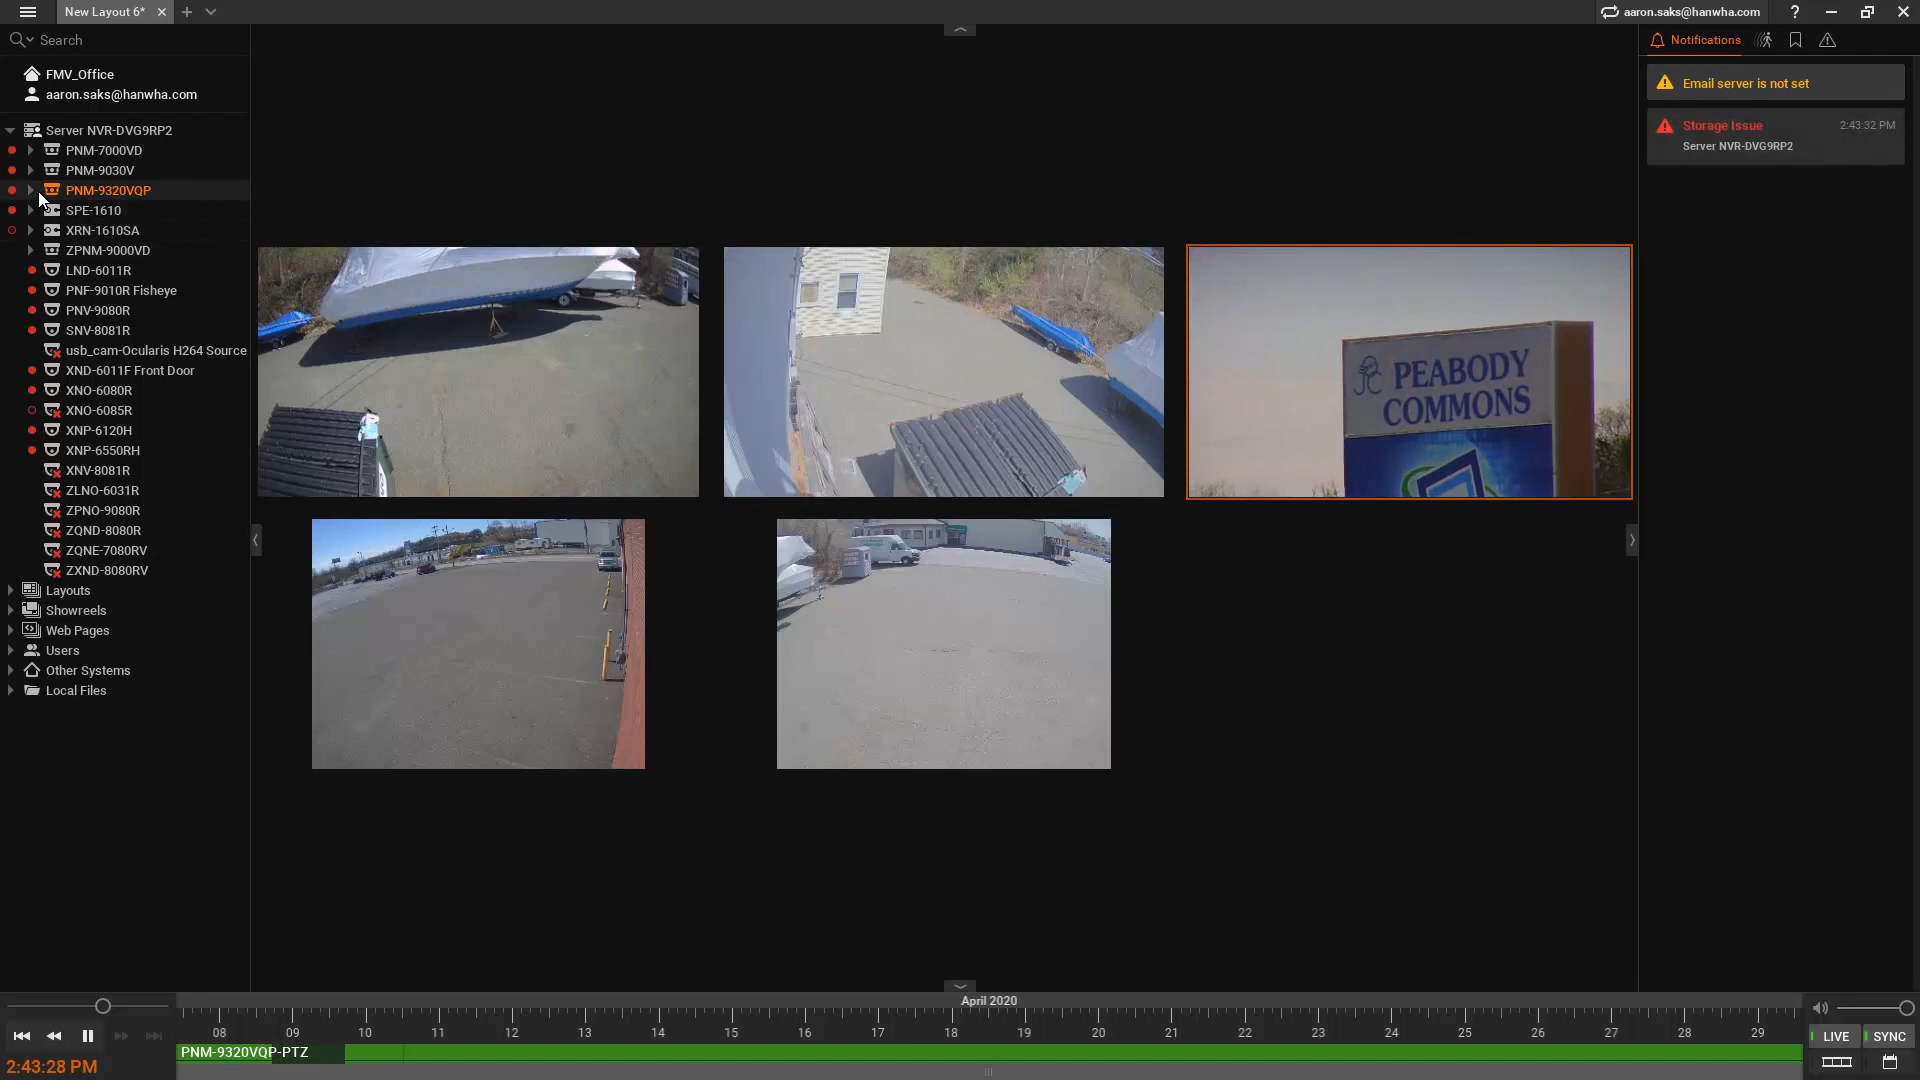 New Layout 6*
aaron.saks@hanwha.com
?
Search
Notifications
FMV_Office
aaron.saks@hanwha.com
Email server is not set
Storage Issue
2:43:32 PM
Server NVR-DVG9RP2
Server NVR-DVG9RP2
PNM-7000VD
PNM-9030V
PNM-9320VQP
SPE-1610
XRN-1610SA
ZPNM-9000VD
LND-6011R
PNF-9010R Fisheye
PNV-9080R
SNV-8081R
usb_cam-Ocularis H264 Source
XND-6011F Front Door
XNO-6080R
XNO-6085R
XNP-6120H
XNP-6550RH
XNV-8081R
ZLNO-6031R
ZPNO-9080R
ZQND-8080R
ZQNE-7080RV
ZXND-8080RV
Layouts
Showreels
Web Pages
Users
Other Systems
Local Files
PEABODY
COMMONS
April 2020
08 09 10 11 12 13 14 15 16 17 18 19 20 21 22 23 24 25 26 27 28 29
PNM-9320VQP-PTZ
LIVE
SYNC
2:43:28 PM